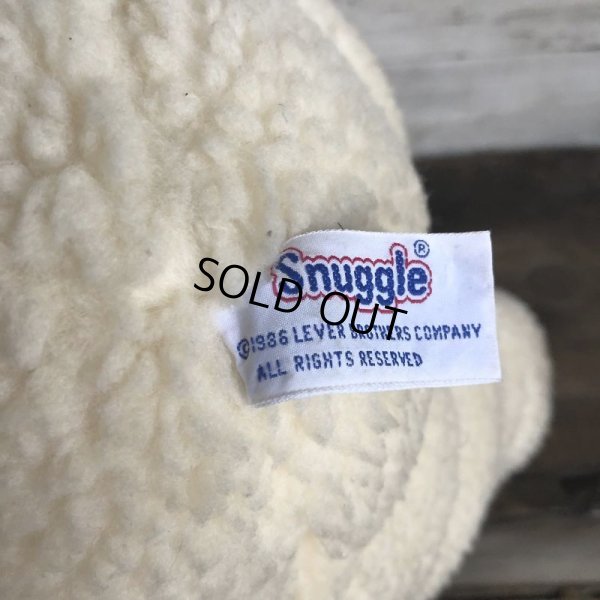 Snuggle®
SOLD OUT
©1986 LEVER BROTHERS COMPANY
ALL RIGHTS RESERVED